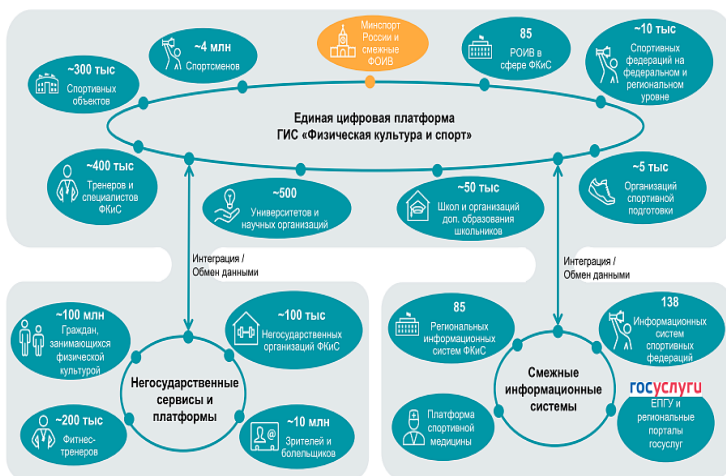 Минспорт
России и
смежные
ФОИВ
~4 млн
Спортсменов
85
РОИВ в
сфере ФКиС
~10 тыс
Спортивных
федераций на
федеральном и
региональном
уровне
~300 тыс
Спортивных
объектов
Единая цифровая платформа
ГИС «Физическая культура и спорт»
~400 тыс
Тренеров и
специалистов
ФКиС
~500
Университетов и
научных организаций
~50 тыс
Школ и организаций
доп. образования
школьников
~5 тыс
Организаций
спортивной
подготовки
Интеграция /
Обмен данными
Интеграция /
Обмен данными
~100 млн
Граждан,
занимающихся
физической
культурой
~100 тыс
Негосударственных
организаций ФКиС
Негосударственные
сервисы и
платформы
~200 тыс
Фитнес-
тренеров
~10 млн
Зрителей и
болельщиков
85
Региональных
информационных
систем ФКиС
138
Информационных
систем
спортивных
федераций
Смежные
информационные
системы
Платформа
спортивной
медицины
госуслуги
ЕПГУ и
региональные
порталы
госуслуг